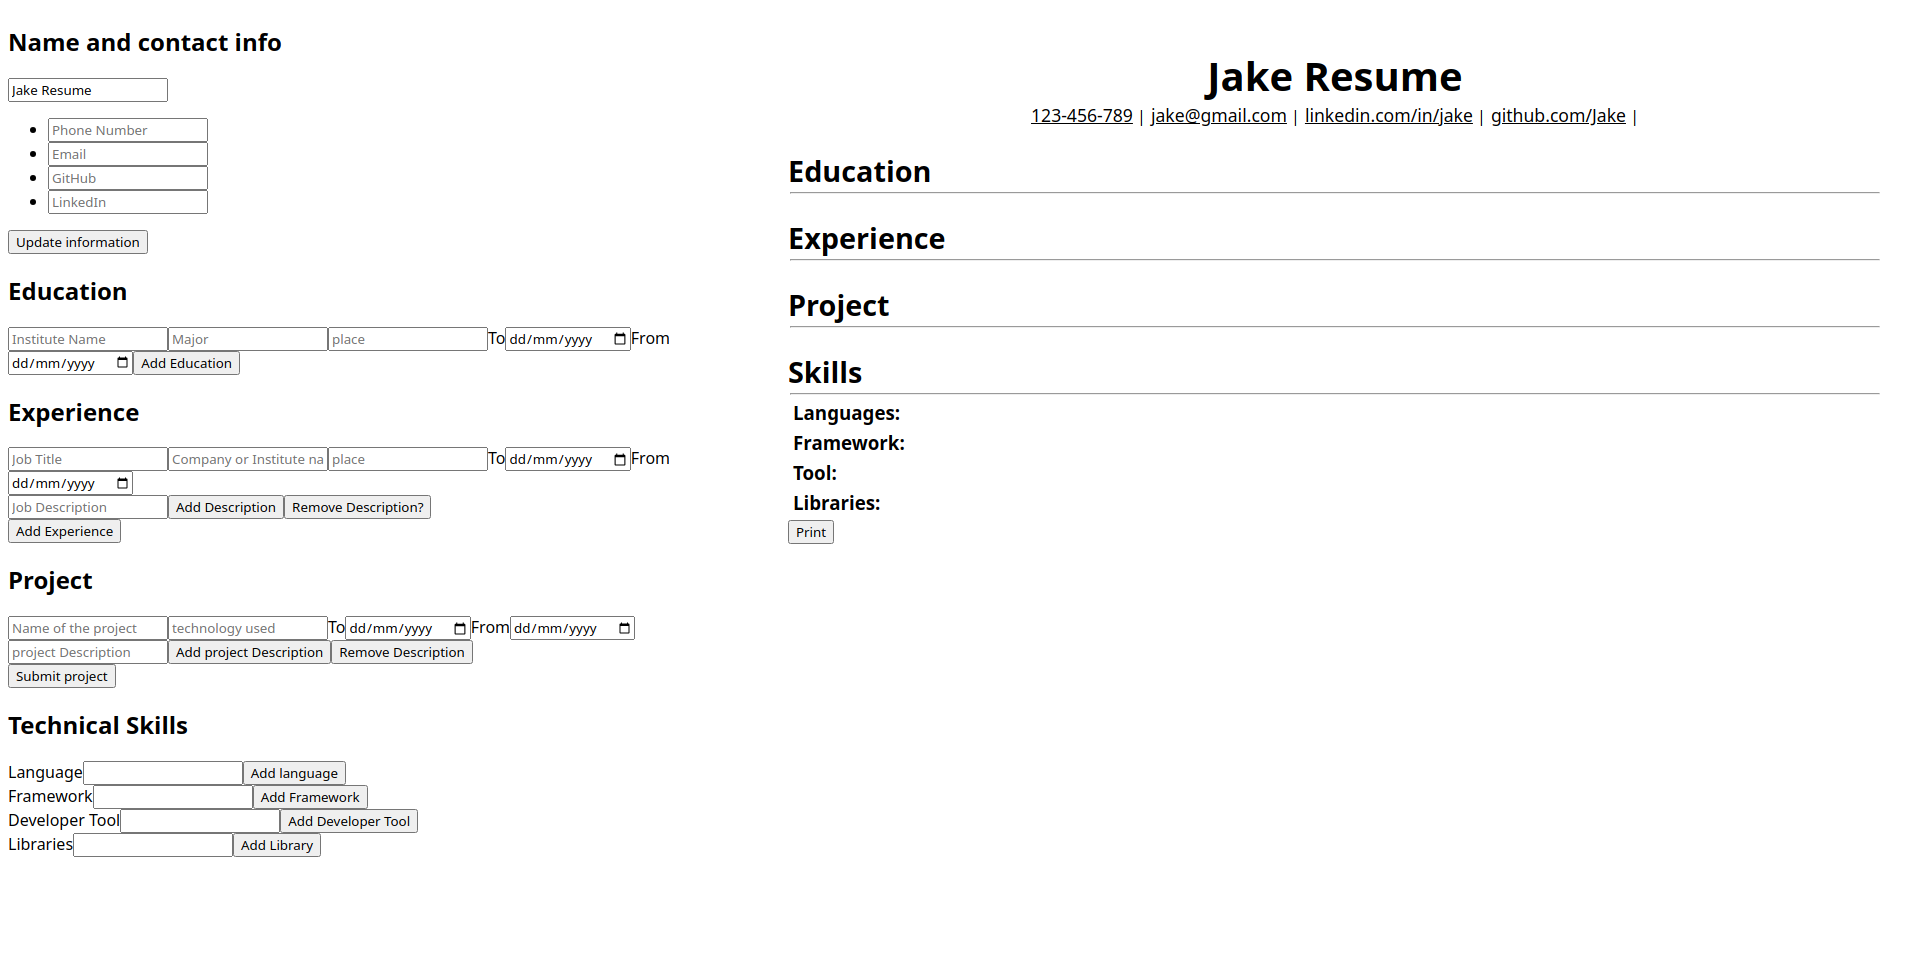 Name and contact info
Jake Resume
Phone Number
Email
GitHub
LinkedIn
Update information
Education
Institute Name Major place To dd/mm/yyyy From
dd/mm/yyyy Add Education
Experience
Job Title Company or Institute na place To dd/mm/yyyy From
dd/mm/yyyy
Job Description Add Description Remove Description?
Add Experience
Project
Name of the project technology used To dd/mm/yyyy From dd/mm/yyyy
project Description Add project Description Remove Description
Submit project
Technical Skills
Language Add language
Framework Add Framework
Developer Tool Add Developer Tool
Libraries Add Library
Jake Resume
123-456-789 | jake@gmail.com | linkedin.com/in/jake | github.com/Jake |
Education
Experience
Project
Skills
Languages:
Framework:
Tool:
Libraries:
Print